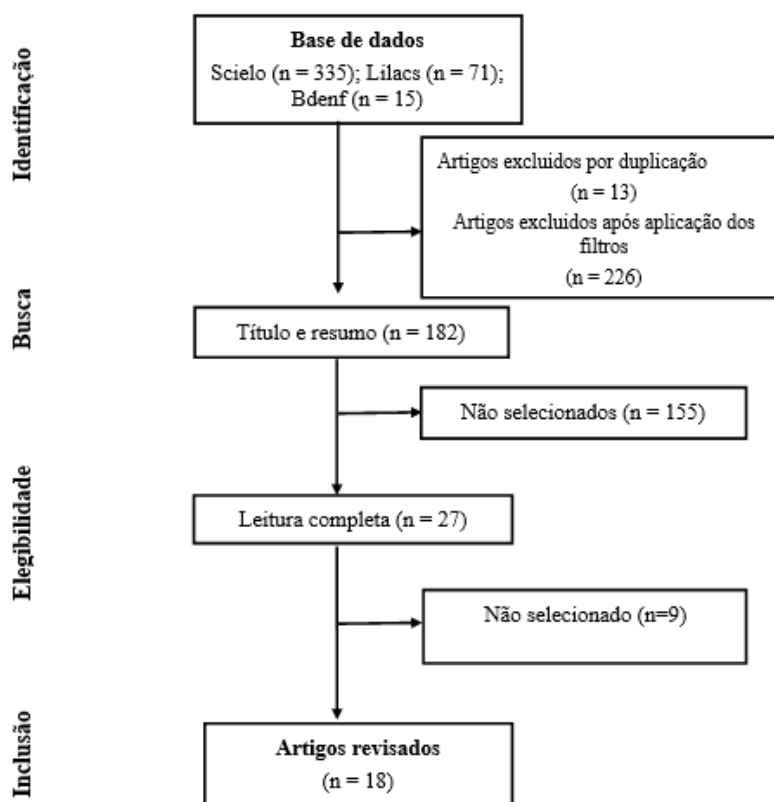 Identificação
Base de dados
Scielo (n = 335); Lilacs (n = 71);
Bdenf (n = 15)
Artigos excluidos por duplicação
(n = 13)
Artigos excluidos após aplicação dos
filtros
(n = 226)
Busca
Título e resumo (n = 182)
Não selecionados (n = 155)
Elegibilidade
Leitura completa (n = 27)
Não selecionado (n=9)
Inclusão
Artigos revisados
(n = 18)